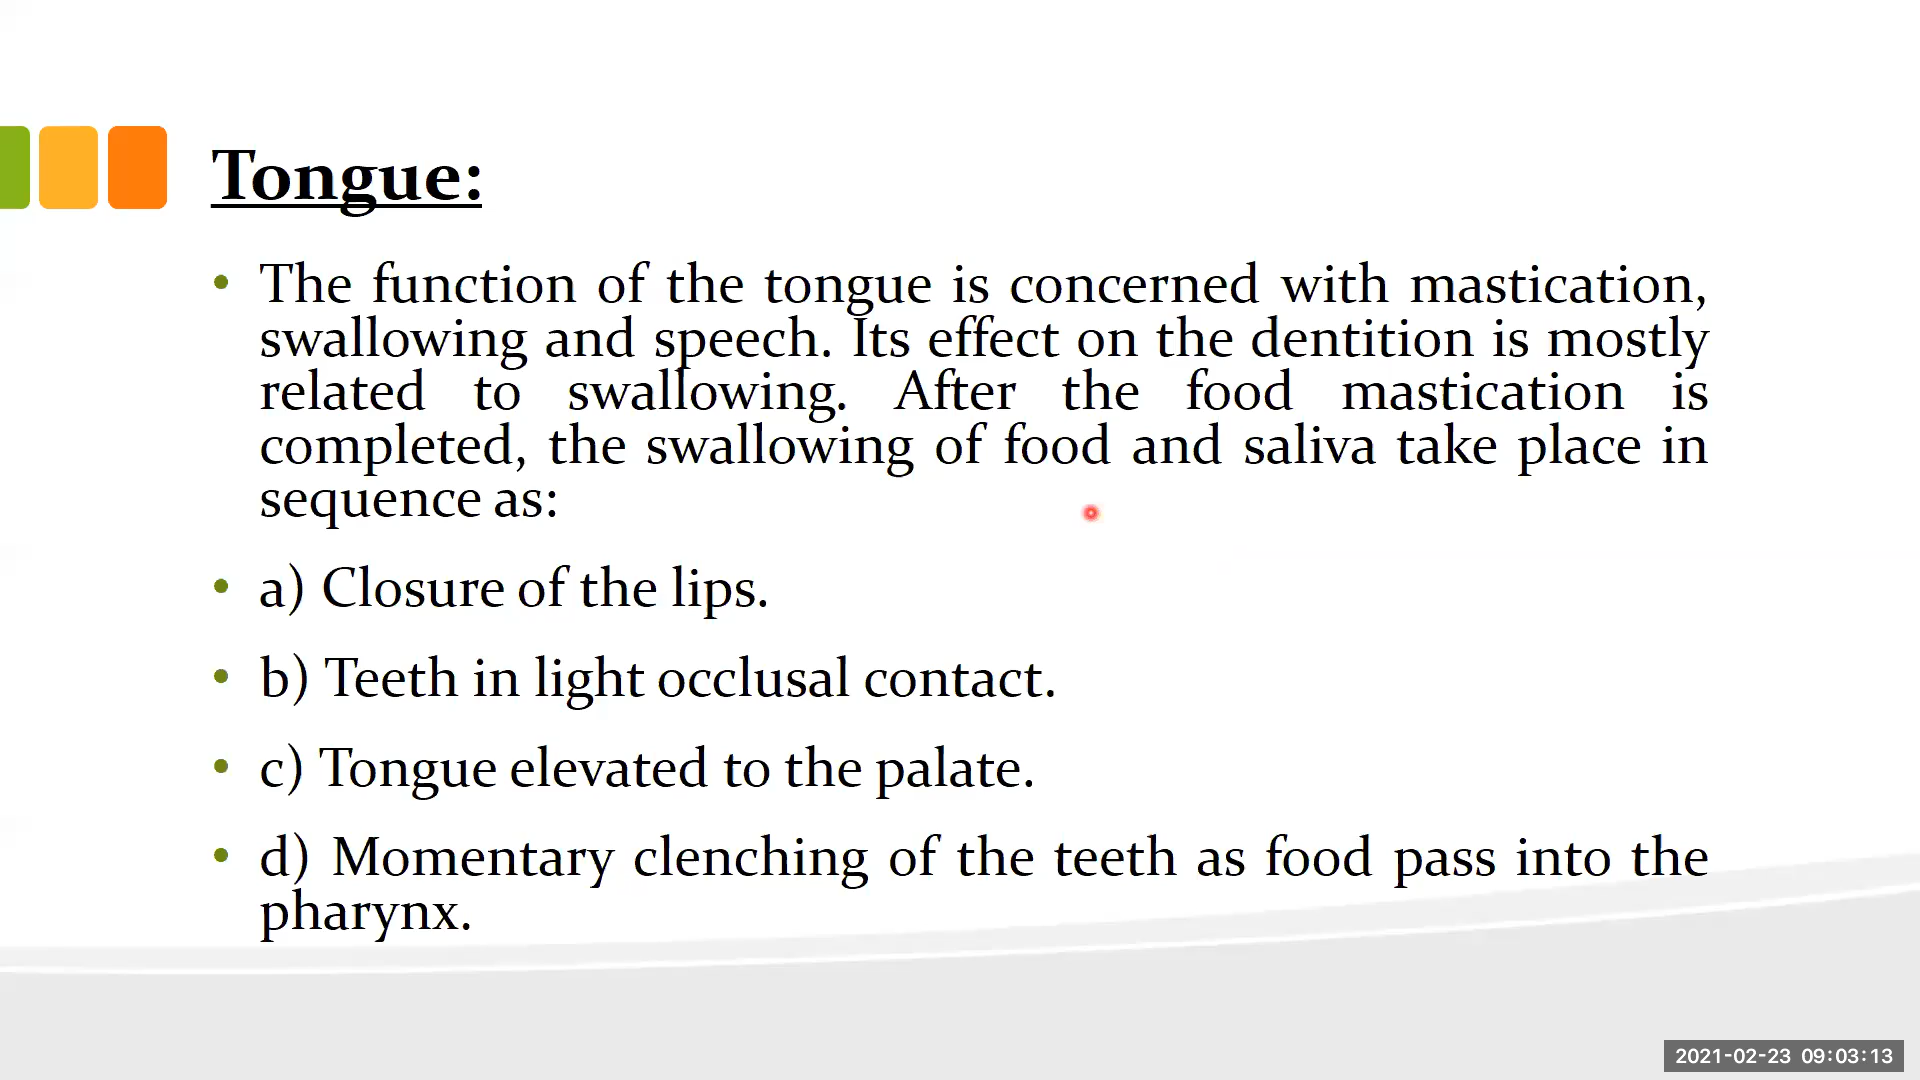 Tongue:
• The function of the tongue is concerned with mastication,
swallowing and speech. Its effect on the dentition is mostly
related to swallowing. After the food mastication is
completed, the swallowing of food and saliva take place in
sequence as:
• a) Closure of the lips.
• b) Teeth in light occlusal contact.
• c) Tongue elevated to the palate.
• d) Momentary clenching of the teeth as food pass into the
pharynx.
2021-02-23 09:03:13